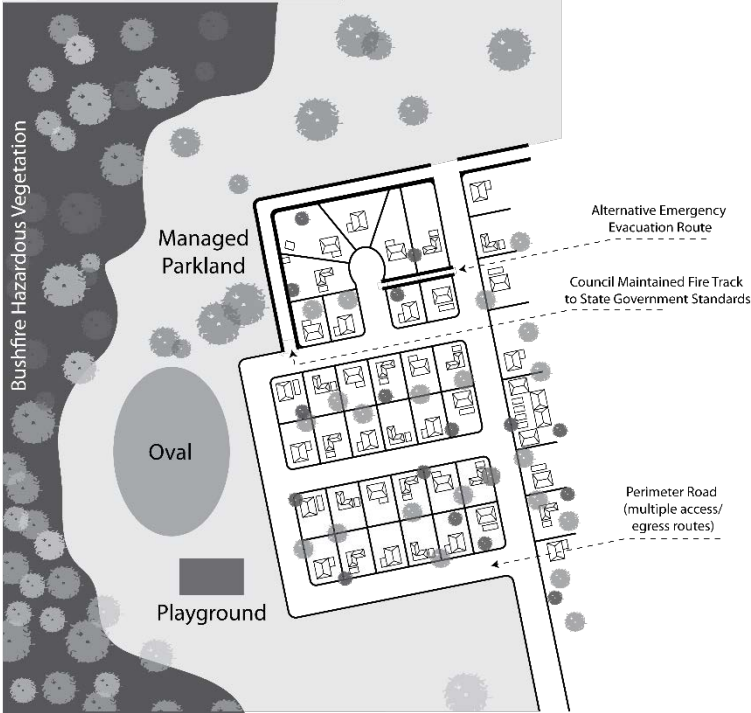 Bushfire Hazardous Vegetation
Managed
Parkland
Alternative Emergency
Evacuation Route
Council Maintained Fire Track
to State Government Standards
Oval
Perimeter Road
(multiple access/
egress routes)
Playground